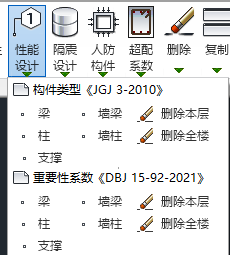 性能 隔震 人防 超配 删除 复制
设计 设计 构件 系数
构件类型《JGJ 3-2010》
梁 墙梁 删除本层
柱 墙柱 删除全楼
支撑
重要性系数《DBJ 15-92-2021》
梁 墙梁 删除本层
柱 墙柱 删除全楼
支撑